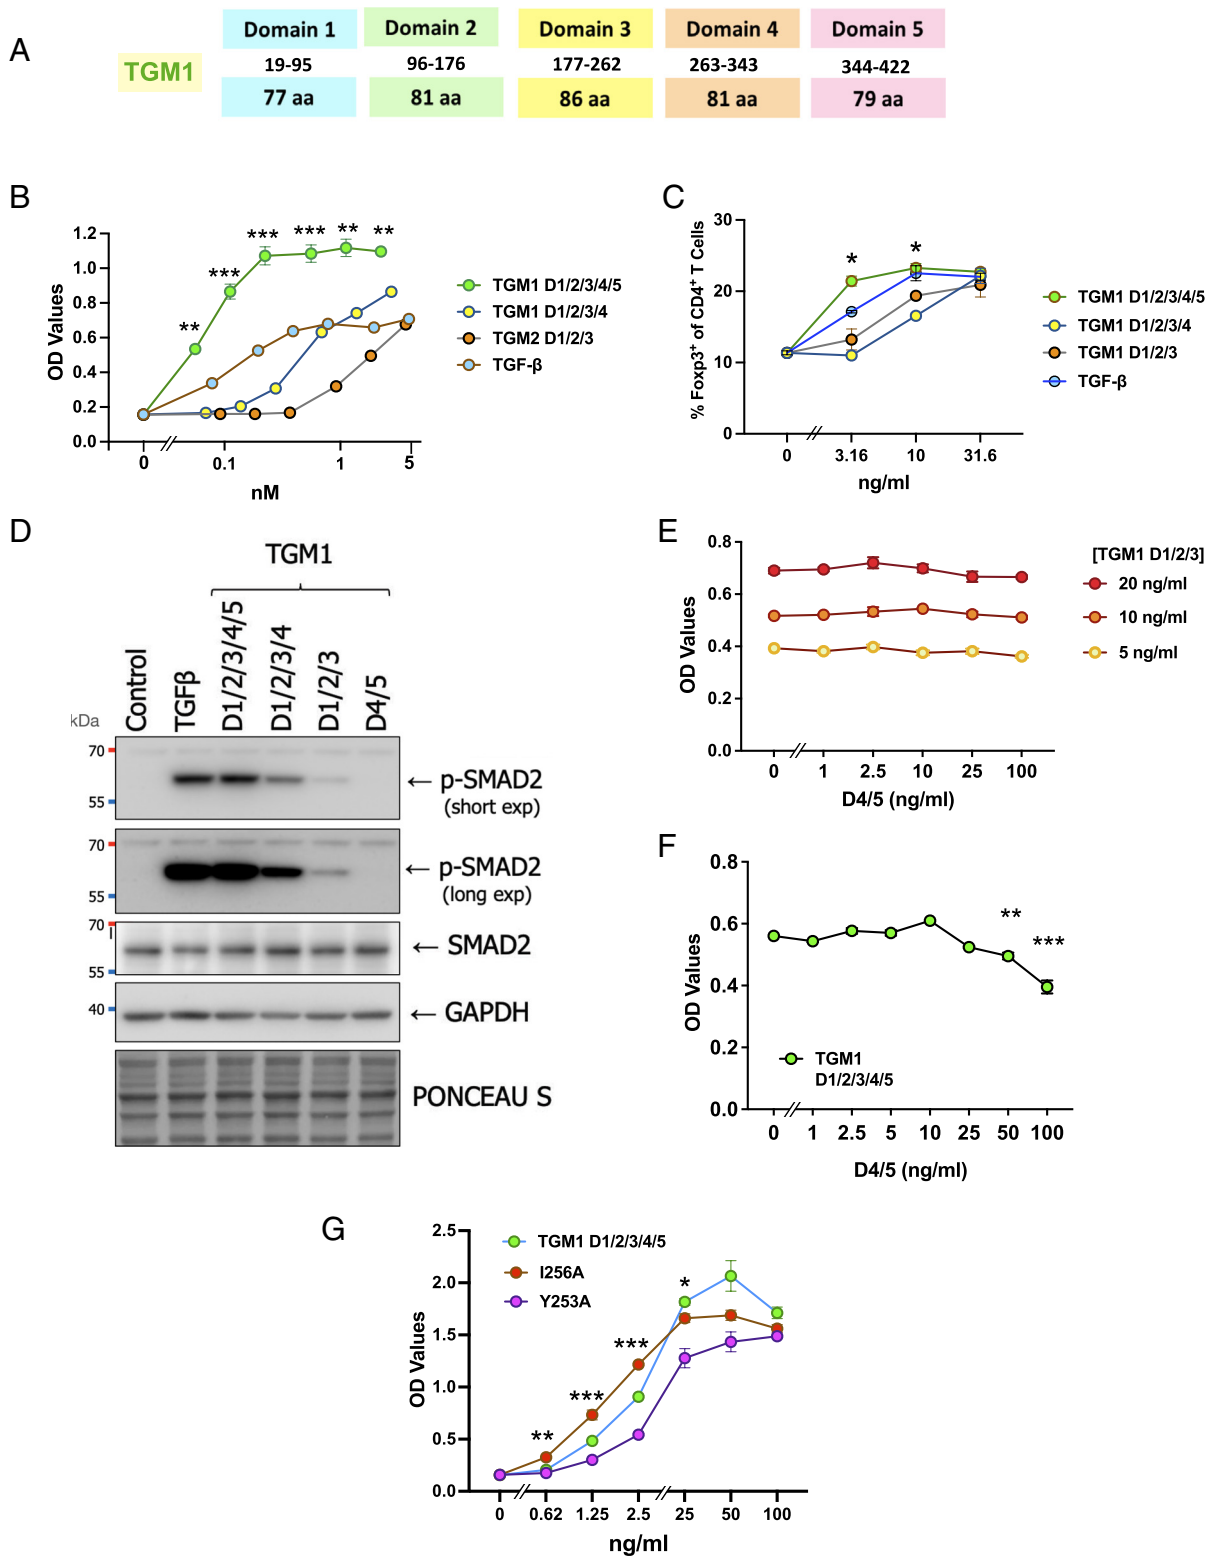 A
Domain 1 Domain 2 Domain 3 Domain 4 Domain 5
TGM1
19-95 96-176 177-262 263-343 344-422
77 aa 81 aa 86 aa 81 aa 79 aa
B
OD Values
1.2
1.0
0.8
0.6
0.4
0.2
0.0
** *** *** *** ** **
0 0.1 1 5
nM
TGM1 D1/2/3/4/5
TGM1 D1/2/3/4
TGM2 D1/2/3
TGF-β
C
% Foxp3+ of CD4+ T Cells
30
20
10
0
* *
0 3.16 10 31.6
ng/ml
TGM1 D1/2/3/4/5
TGM1 D1/2/3/4
TGM1 D1/2/3
TGF-β
D
TGM1
Control
TGFβ
D1/2/3/4/5
D1/2/3/4
D1/2/3
D4/5
kDa
70
55
← p-SMAD2
(short exp)
70
55
← p-SMAD2
(long exp)
70
55
← SMAD2
40
← GAPDH
PONCEAU S
E
OD Values
0.8
0.6
0.4
0.2
0.0
0 1 2.5 10 25 100
D4/5 (ng/ml)
[TGM1 D1/2/3]
20 ng/ml
10 ng/ml
5 ng/ml
F
OD Values
0.8
0.6
0.4
0.2
0.0
**
***
TGM1
D1/2/3/4/5
0 1 2.5 5 10 25 50 100
D4/5 (ng/ml)
G
OD Values
2.5
2.0
1.5
1.0
0.5
0.0
TGM1 D1/2/3/4/5
I256A
Y253A
** *** *** *
0 0.62 1.25 2.5 25 50 100
ng/ml